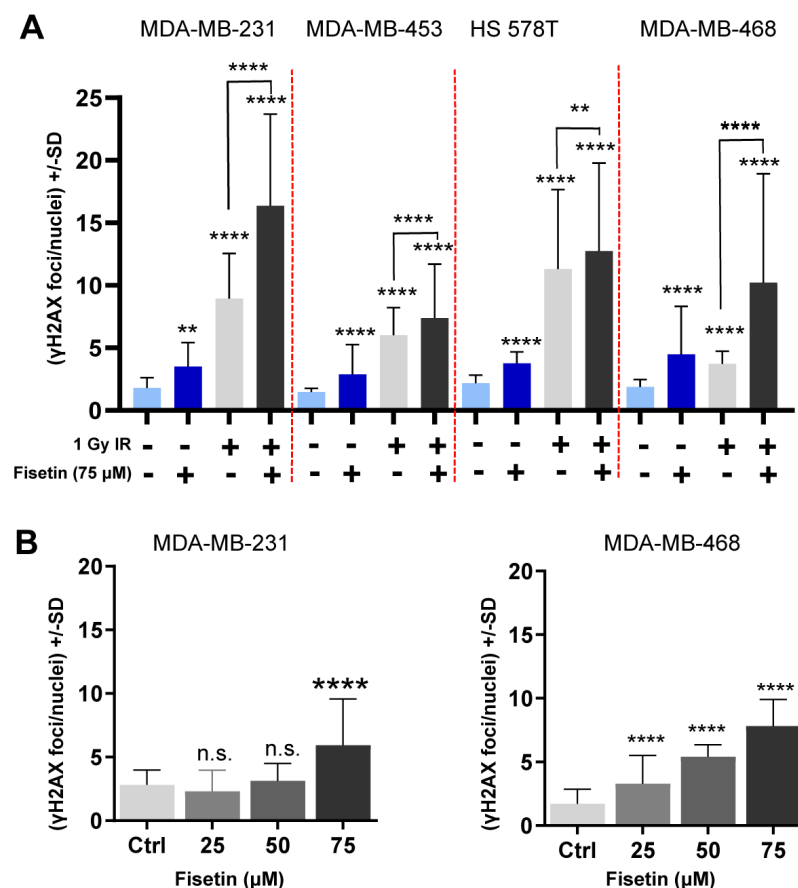 A
MDA-MB-231 MDA-MB-453 HS 578T MDA-MB-468
(γH2AX foci/nuclei) +/-SD
25
20
15
10
5
0
** **** **** ****
**** **** **** ****
**** **** **** **
**** **** **** ****
1 Gy IR - - + + - - + + - - + + - - + +
Fisetin (75 µM) - + - + - + - + - + - + - + - +
B
MDA-MB-231
(γH2AX foci/nuclei) +/-SD
20
15
10
5
0
n.s. n.s. ****
Ctrl 25 50 75
Fisetin (µM)
MDA-MB-468
(γH2AX foci/nuclei) +/-SD
20
15
10
5
0
**** **** ****
Ctrl 25 50 75
Fisetin (µM)